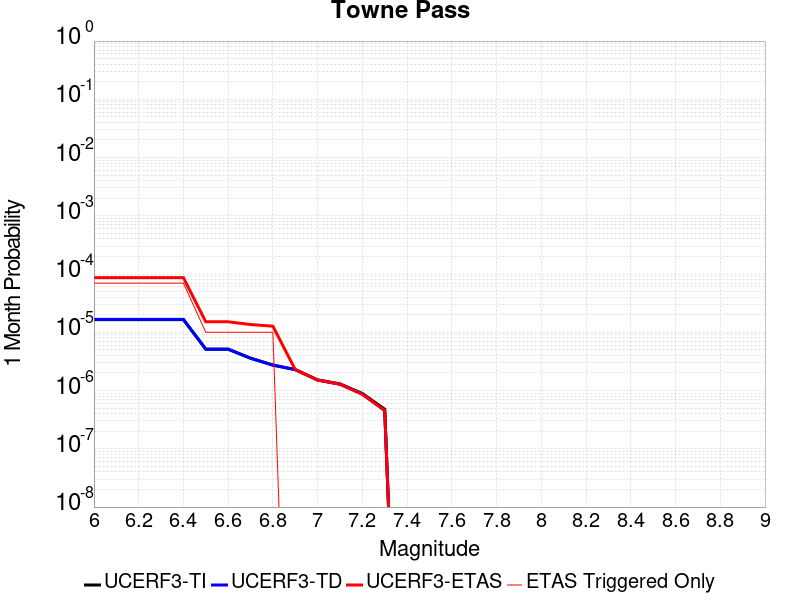 Towne Pass
1 Month Probability
10^0
10^-1
10^-2
10^-3
10^-4
10^-5
10^-6
10^-7
10^-8
6 6.2 6.4 6.6 6.8 7 7.2 7.4 7.6 7.8 8 8.2 8.4 8.6 8.8 9
Magnitude
UCERF3-TI UCERF3-TD UCERF3-ETAS ETAS Triggered Only